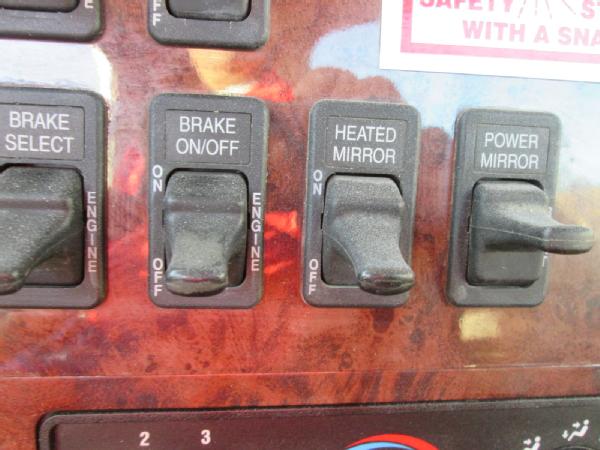 SAFETY
WITH A SNA
BRAKE
SELECT
ENGINE
BRAKE
ON/OFF
ON
OFF
ENGINE
HEATED
MIRROR
ON
OFF
POWER
MIRROR
2 3